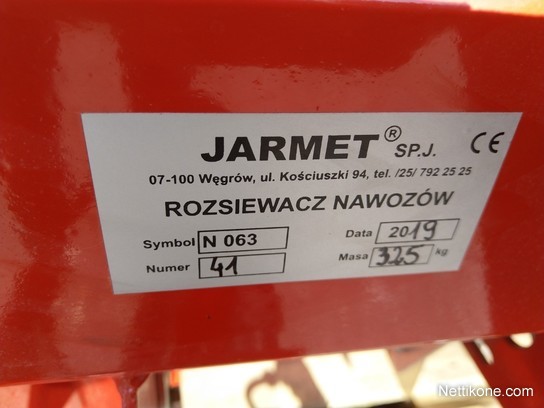 JARMET® SP.J. CE
07-100 Węgrów, ul. Kościuszki 94, tel. /25/ 792 25 25
ROZSIEWACZ NAWOZÓW
Symbol N 063 Data 2019
Numer 41 Masa 325 kg
Nettikone.com